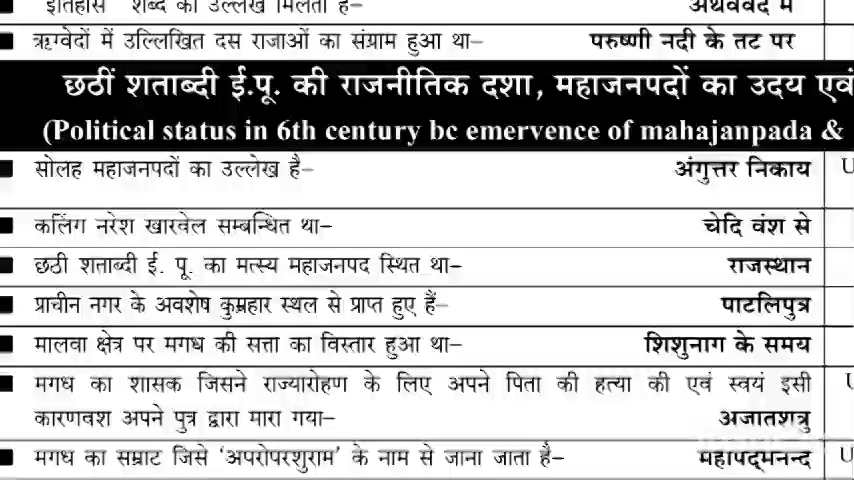 इतिहास शब्द का उल्लेख मिलता है– अथर्ववेद में
ऋग्वेदों में उल्लिखित दस राजाओं का संग्राम हुआ था– परुष्णी नदी के तट पर
छठीं शताब्दी ई.पू. की राजनीतिक दशा, महाजनपदों का उदय एवं
(Political status in 6th century bc emervence of mahajanpada &
सोलह महाजनपदों का उल्लेख है– अंगुत्तर निकाय U
कलिंग नरेश खारवेल सम्बन्धित था– चेदि वंश से
छठी शताब्दी ई. पू. का मत्स्य महाजनपद स्थित था– राजस्थान
प्राचीन नगर के अवशेष कुम्रहार स्थल से प्राप्त हुए हैं– पाटलिपुत्र
मालवा क्षेत्र पर मगध की सत्ता का विस्तार हुआ था– शिशुनाग के समय
मगध का शासक जिसने राज्यारोहण के लिए अपने पिता की हत्या की एवं स्वयं इसी U
कारणवश अपने पुत्र द्वारा मारा गया– अजातशत्रु
मगध का सम्राट जिसे ‘अपरोपरशुराम’ के नाम से जाना जाता है– महापद्मनन्द U